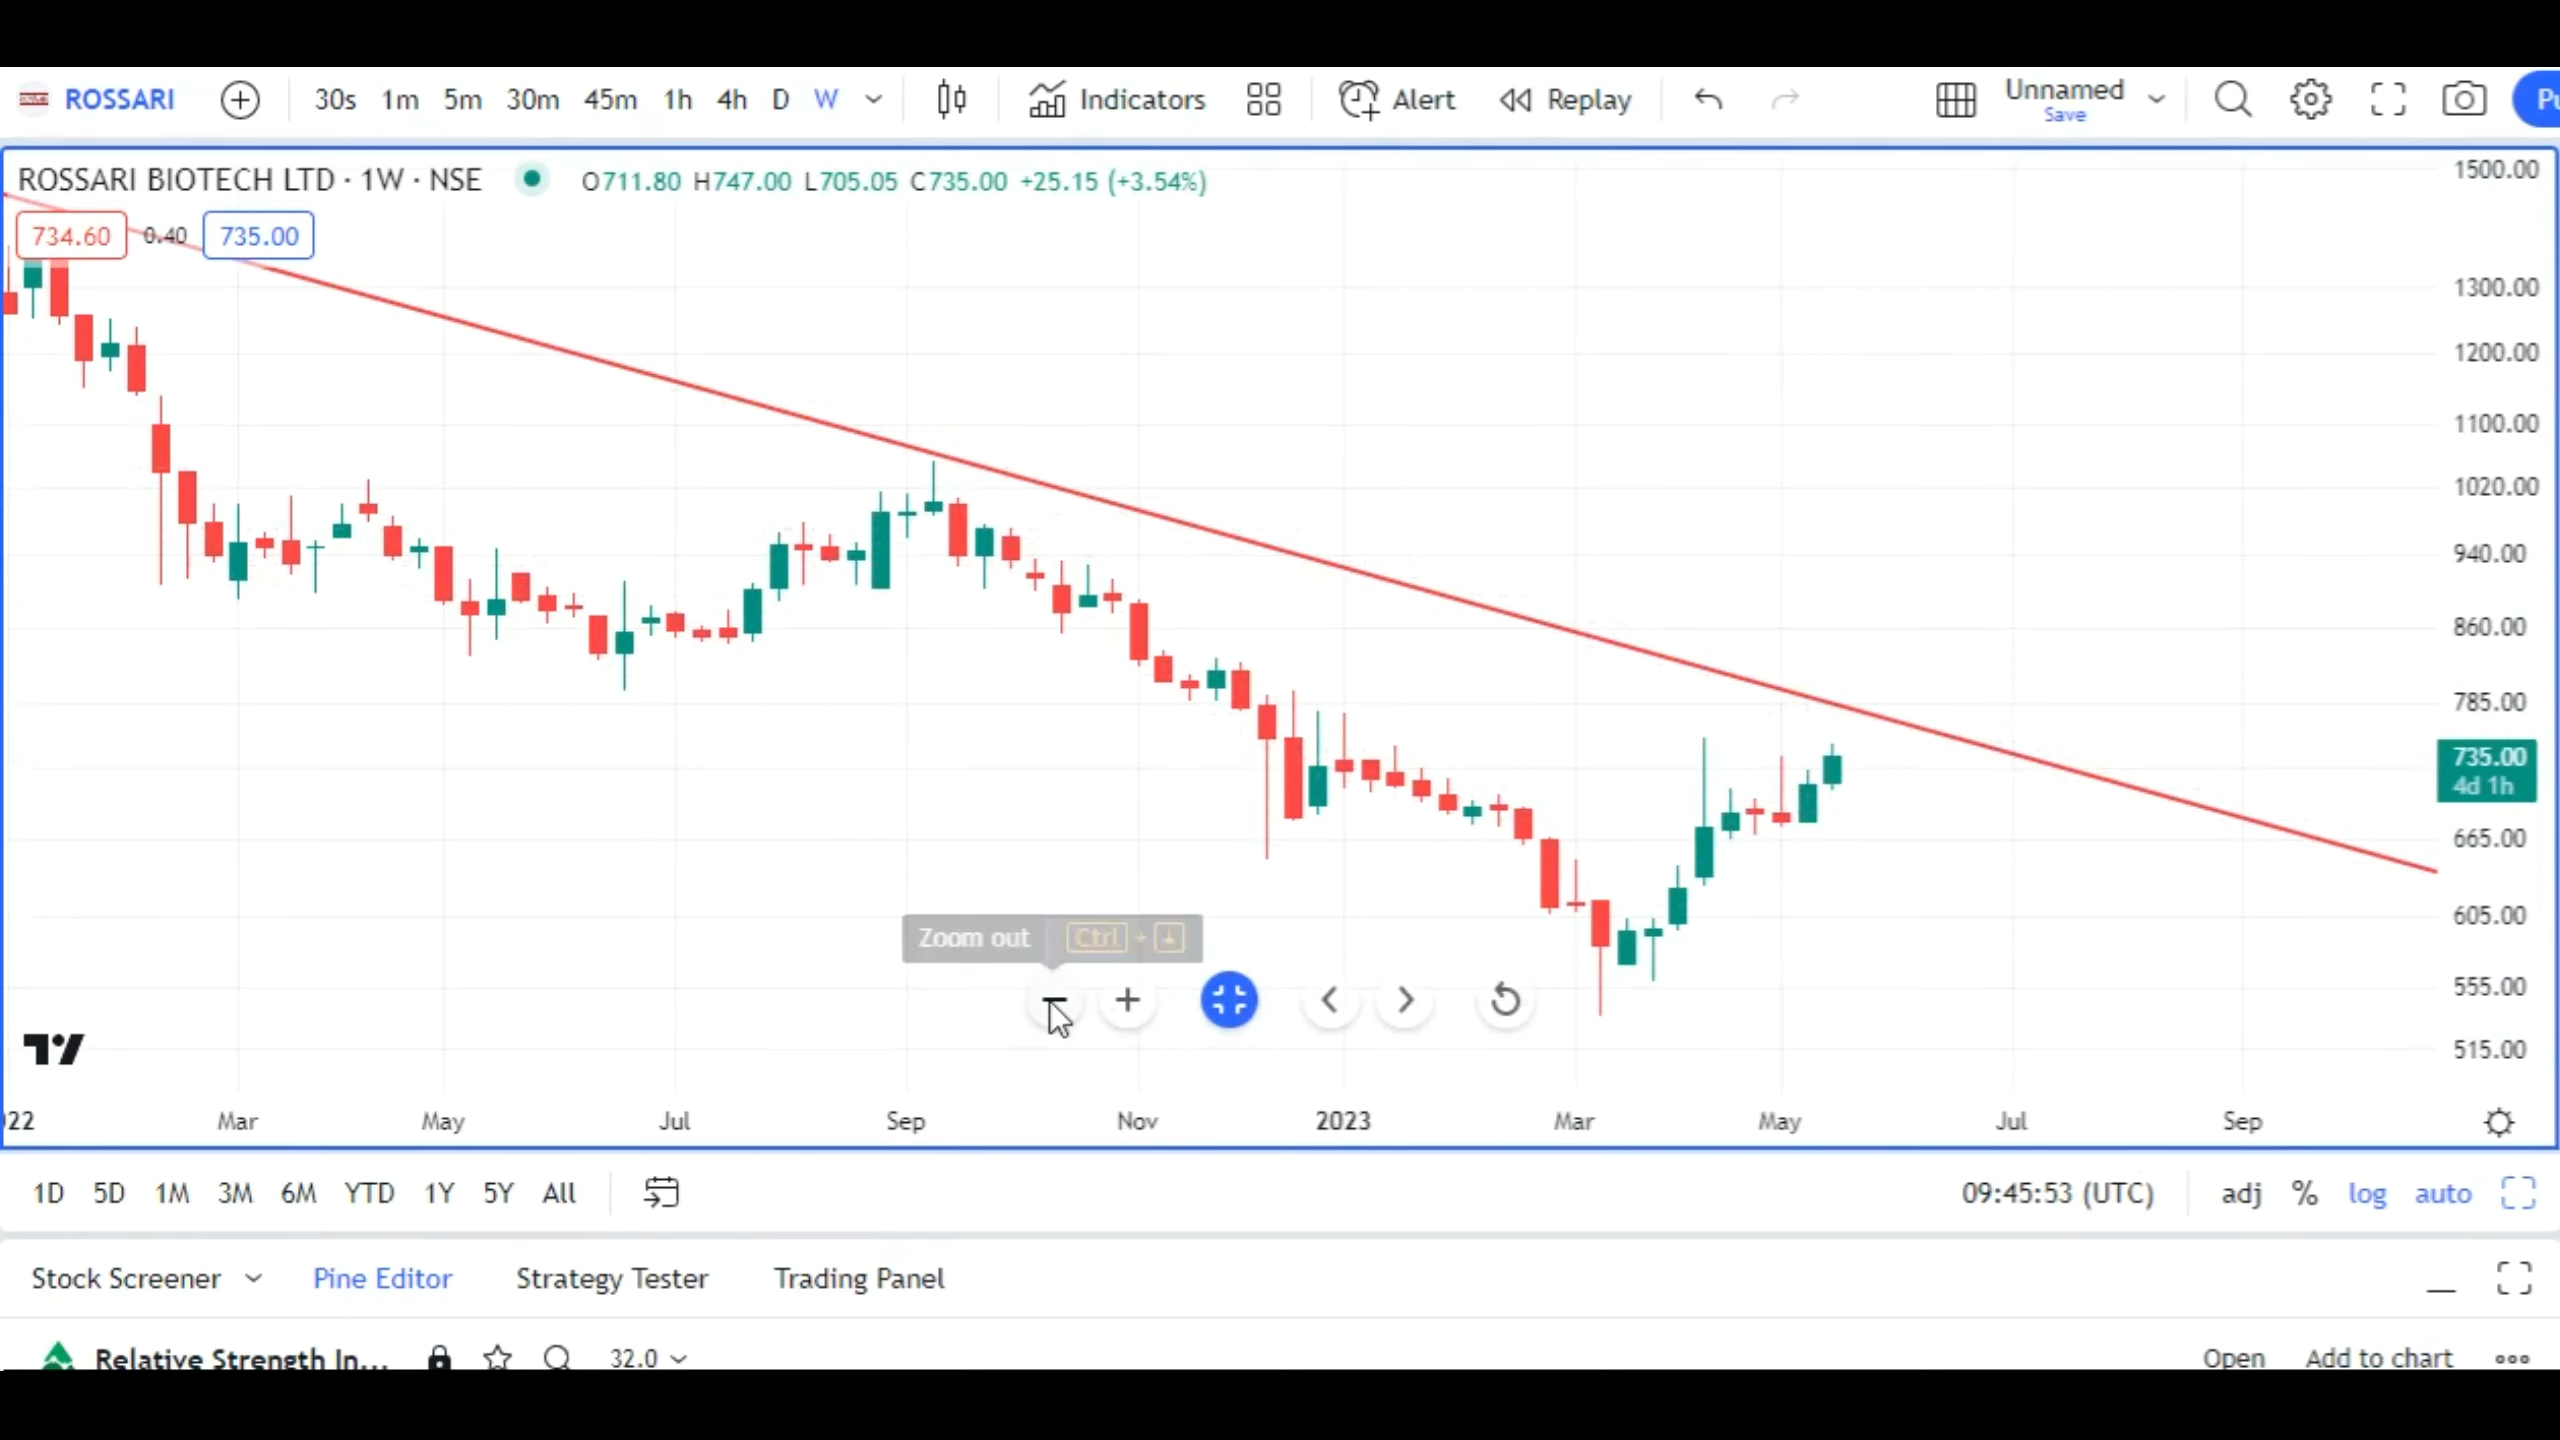 ROSSARI 30s 1m 5m 30m 45m 1h 4h D W Indicators Alert Replay Unnamed
Save
ROSSARI BIOTECH LTD · 1W · NSE O711.80 H747.00 L705.05 C735.00 +25.15 (+3.54%)
734.60 0.40 735.00
1500.00
1300.00
1200.00
1100.00
1020.00
940.00
860.00
785.00
735.00
4d 1h
665.00
605.00
555.00
515.00
Zoom out Ctrl + ↓
Mar May Jul Sep Nov 2023 Mar May Jul Sep
1D 5D 1M 3M 6M YTD 1Y 5Y All 09:45:53 (UTC) adj % log auto
Stock Screener Pine Editor Strategy Tester Trading Panel
Relative Strength In... 32.0 Open Add to chart